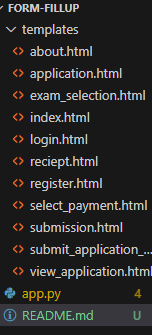 FORM-FILLUP
templates
<> about.html
<> application.html
<> exam_selection.html
<> index.html
<> login.html
<> reciept.html
<> register.html
<> select_payment.html
<> submission.html
<> submit_application_...
<> view_application.html
app.py 4
README.md U